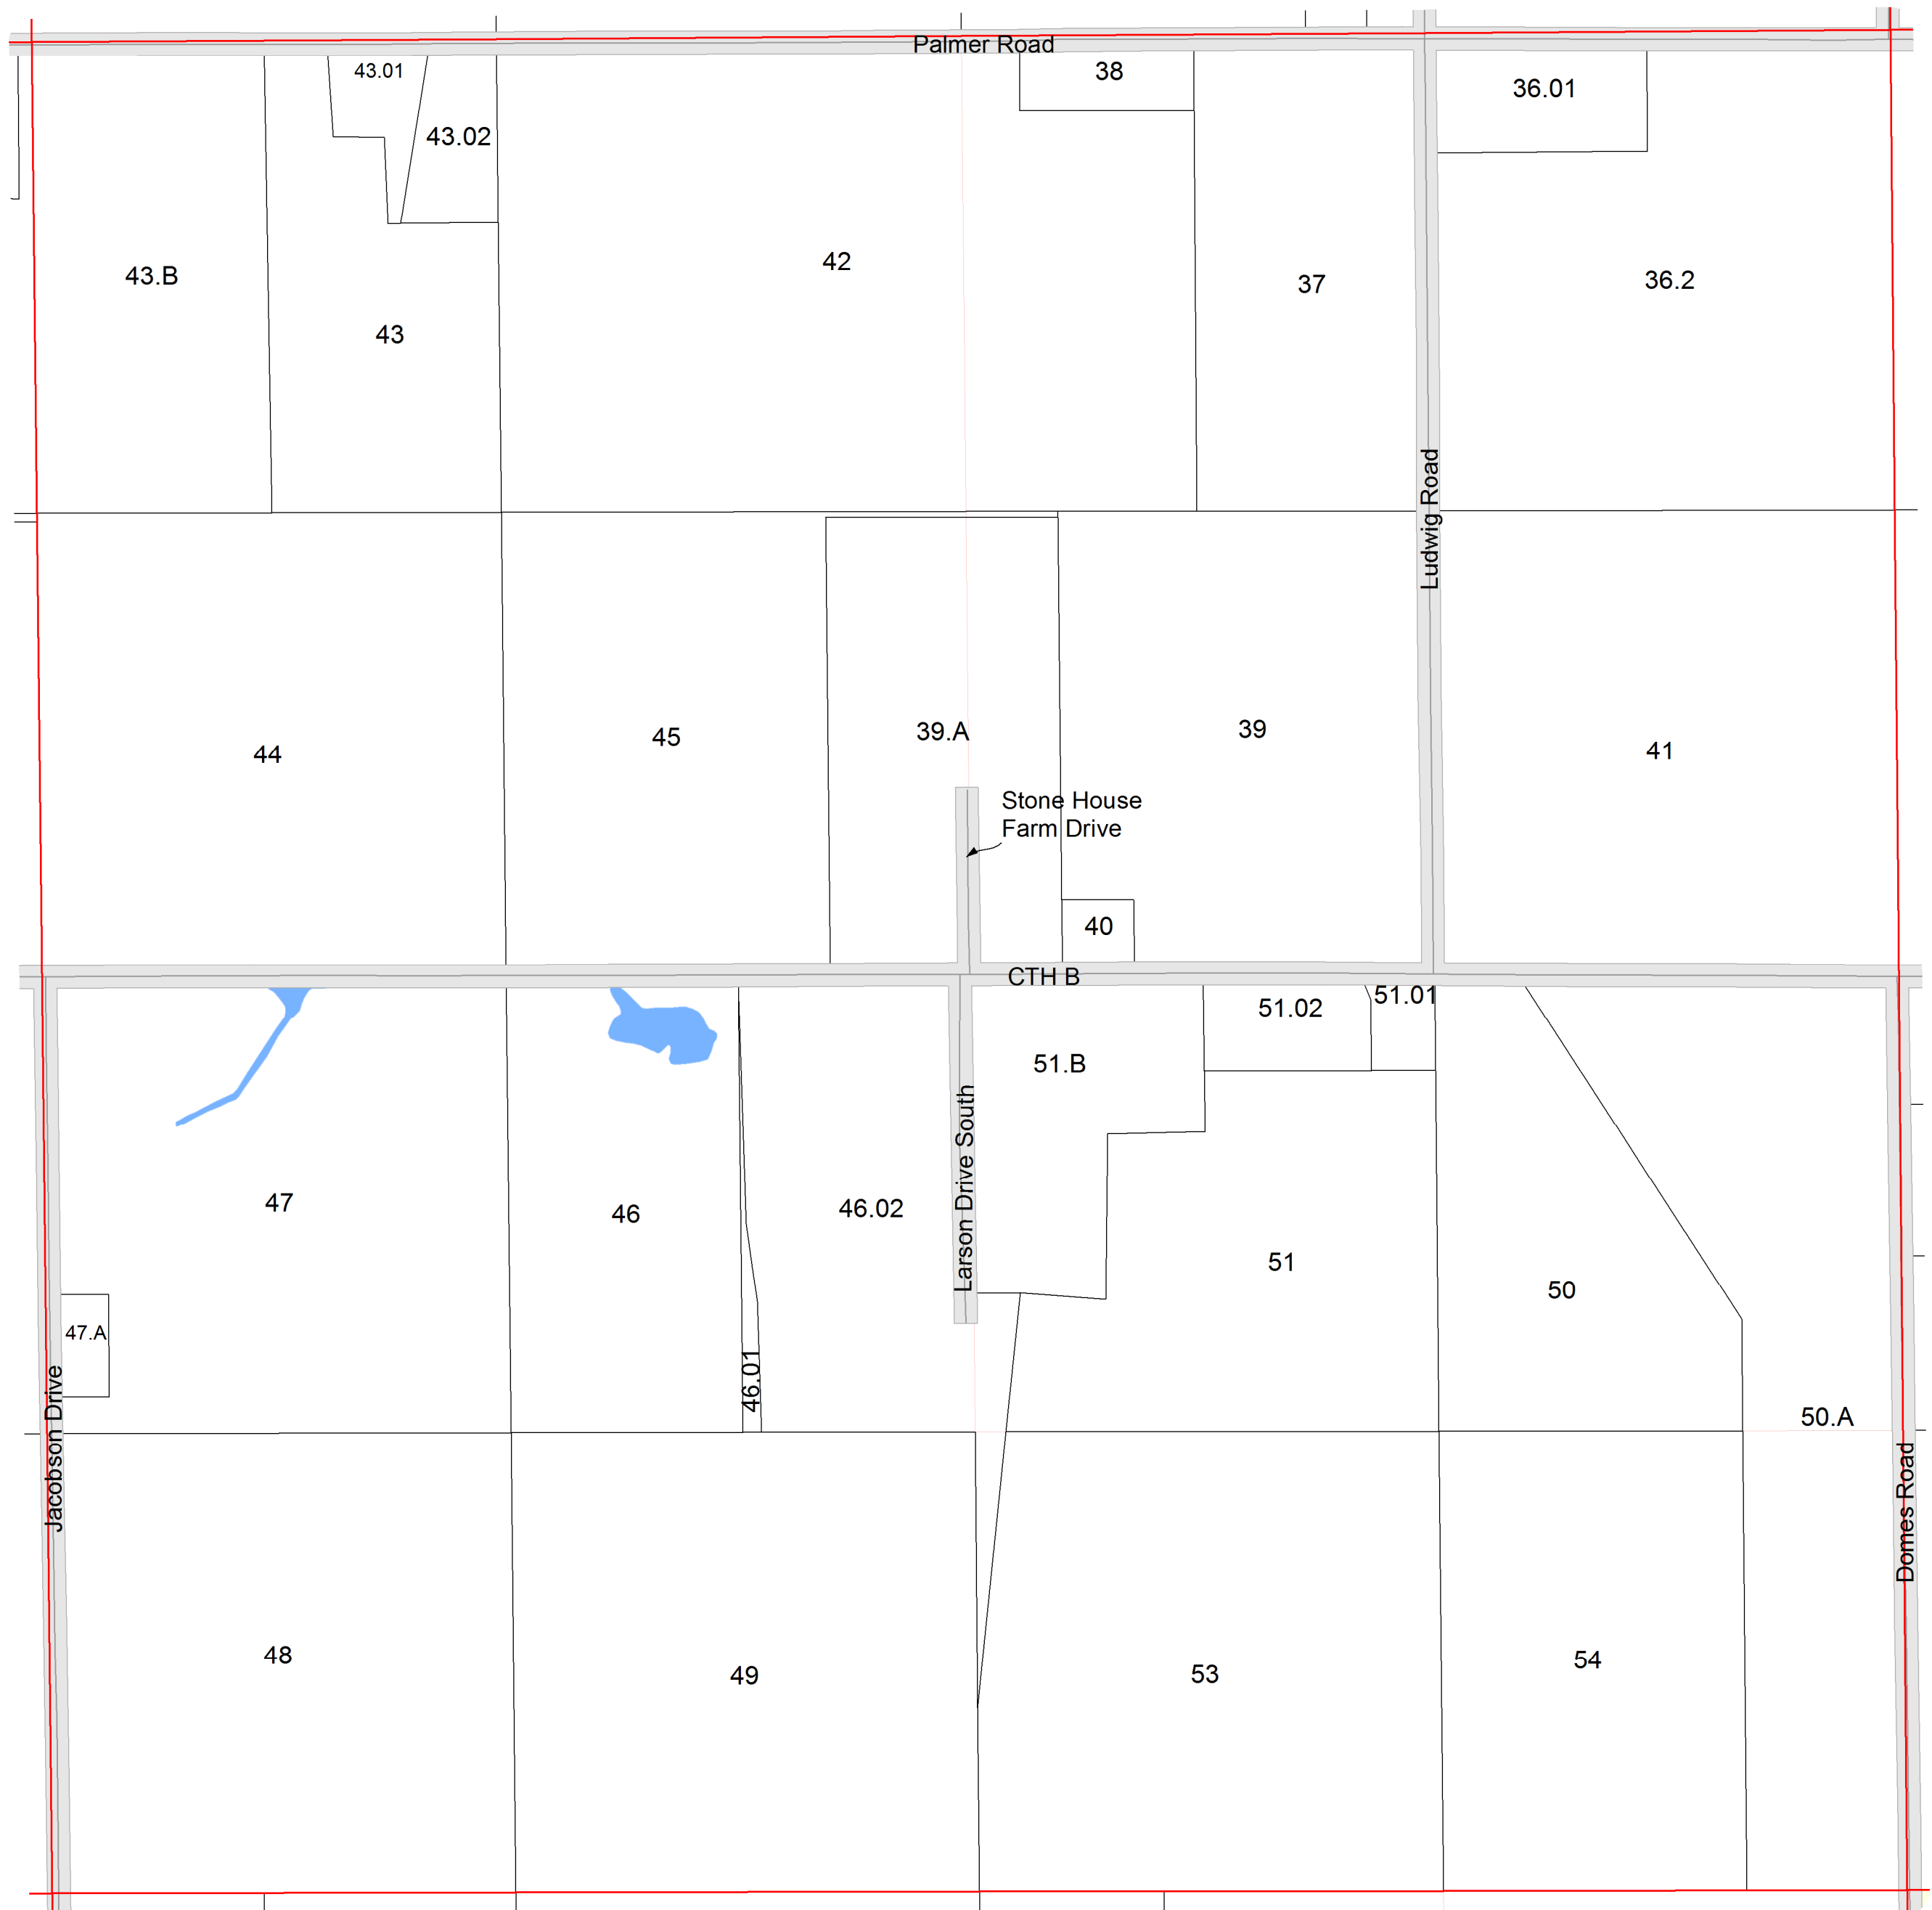 Palmer Road
43.01
38
36.01
43.02
42
43.B
37
36.2
43
Ludwig Road
44
45
39.A
39
41
Stone House
Farm Drive
40
CTH B
51.02
51.01
51.B
Larson Drive South
47
46
46.02
51
50
47.A
46.01
Jacobson Drive
50.A
Domes Road
48
49
53
54